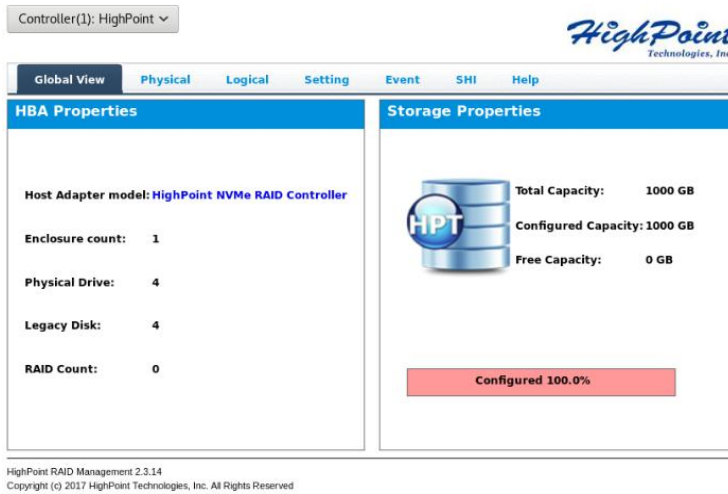 Controller(1): HighPoint
HighPoint
Technologies, Inc
Global View Physical Logical Setting Event SHI Help
HBA Properties
Host Adapter model: HighPoint NVMe RAID Controller
Enclosure count: 1
Physical Drive: 4
Legacy Disk: 4
RAID Count: 0
Storage Properties
HPT
Total Capacity: 1000 GB
Configured Capacity: 1000 GB
Free Capacity: 0 GB
Configured 100.0%
HighPoint RAID Management 2.3.14
Copyright (c) 2017 HighPoint Technologies, Inc. All Rights Reserved